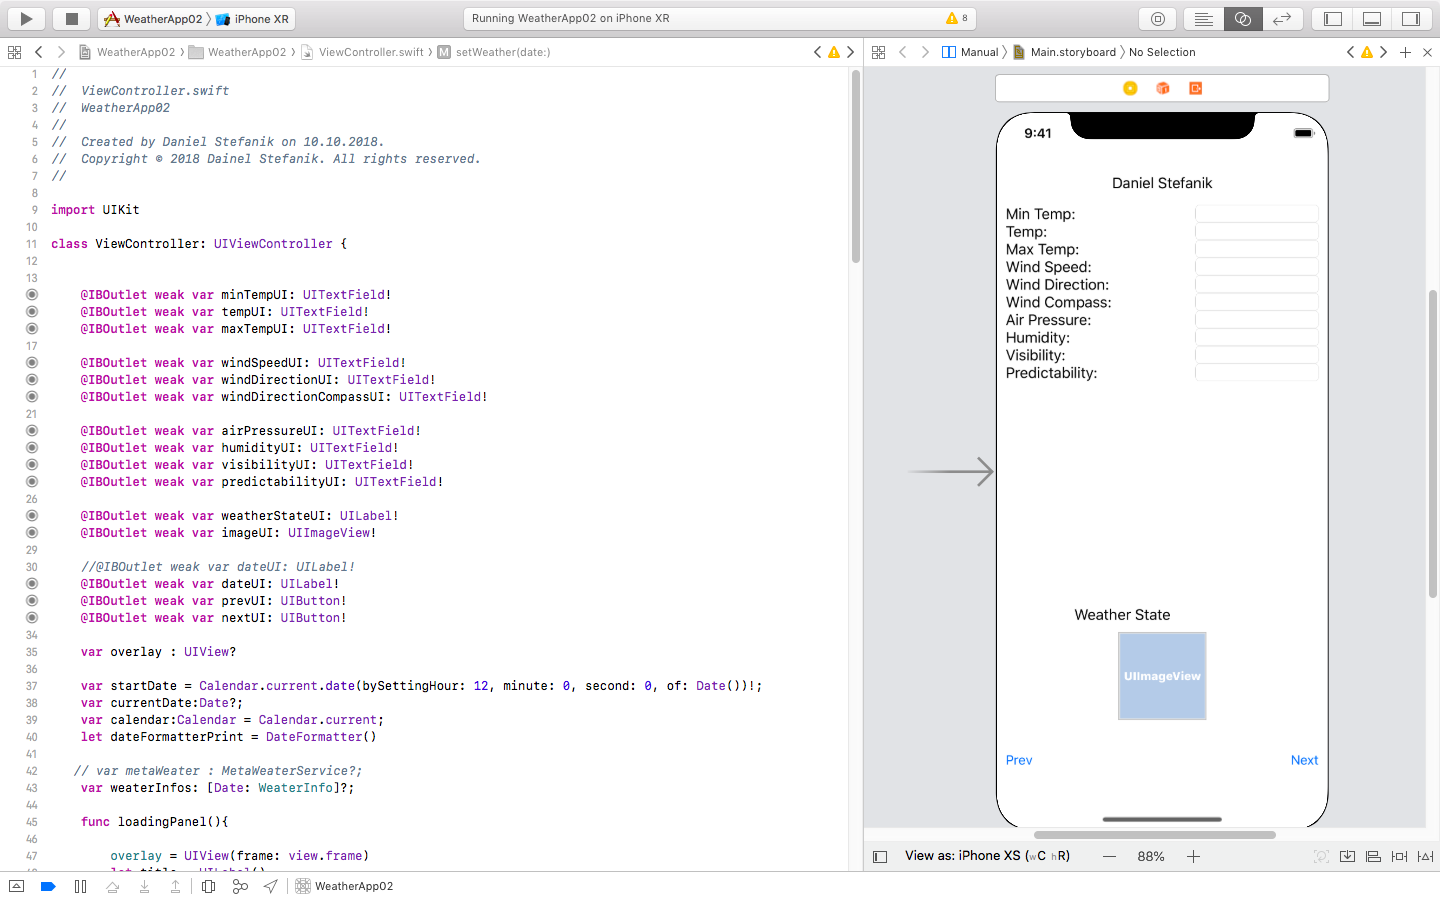 WeatherApp02 〉 iPhone XR
Running WeatherApp02 on iPhone XR
8
WeatherApp02 〉 WeatherApp02 〉 ViewController.swift 〉 M setWeather(date:)
1 //
2 //  ViewController.swift
3 //  WeatherApp02
4 //
5 //  Created by Daniel Stefanik on 10.10.2018.
6 //  Copyright © 2018 Dainel Stefanik. All rights reserved.
7 //
8
9 import UIKit
10
11 class ViewController: UIViewController {
12
13
@IBOutlet weak var minTempUI: UITextField!
@IBOutlet weak var tempUI: UITextField!
@IBOutlet weak var maxTempUI: UITextField!
17
@IBOutlet weak var windSpeedUI: UITextField!
@IBOutlet weak var windDirectionUI: UITextField!
@IBOutlet weak var windDirectionCompassUI: UITextField!
21
@IBOutlet weak var airPressureUI: UITextField!
@IBOutlet weak var humidityUI: UITextField!
@IBOutlet weak var visibilityUI: UITextField!
@IBOutlet weak var predictabilityUI: UITextField!
26
@IBOutlet weak var weatherStateUI: UILabel!
@IBOutlet weak var imageUI: UIImageView!
29
30 //@IBOutlet weak var dateUI: UILabel!
@IBOutlet weak var dateUI: UILabel!
@IBOutlet weak var prevUI: UIButton!
@IBOutlet weak var nextUI: UIButton!
34
35 var overlay : UIView?
36
37 var startDate = Calendar.current.date(bySettingHour: 12, minute: 0, second: 0, of: Date())!;
38 var currentDate:Date?;
39 var calendar:Calendar = Calendar.current;
40 let dateFormatterPrint = DateFormatter()
41
42 // var metaWeater : MetaWeaterService?;
43 var weaterInfos: [Date: WeaterInfo]?;
44
45 func loadingPanel(){
46
47 overlay = UIView(frame: view.frame)
WeatherApp02
Manual 〉 Main.storyboard 〉 No Selection
9:41
Daniel Stefanik
Min Temp:
Temp:
Max Temp:
Wind Speed:
Wind Direction:
Wind Compass:
Air Pressure:
Humidity:
Visibility:
Predictability:
Weather State
UIImageView
Prev Next
View as: iPhone XS (wC hR) — 88% +